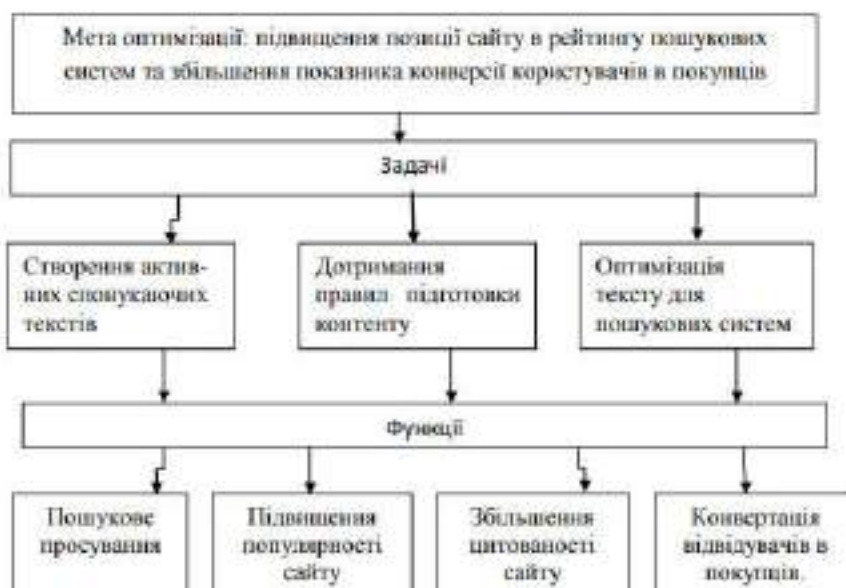 Мета оптимізації: підвищення позиції сайту в рейтингу пошукових
систем та збільшення показника конверсії користувачів в покупців
Задачі
Створення актив-
них спонукаючих
текстів
Дотримання
правил підготовки
контенту
Оптимізація
тексту для
пошукових систем
Функції
Пошукове
просування
Підвищення
популярності
сайту
Збільшення
цитованості
сайту
Конвертація
відвідувачів в
покупців.